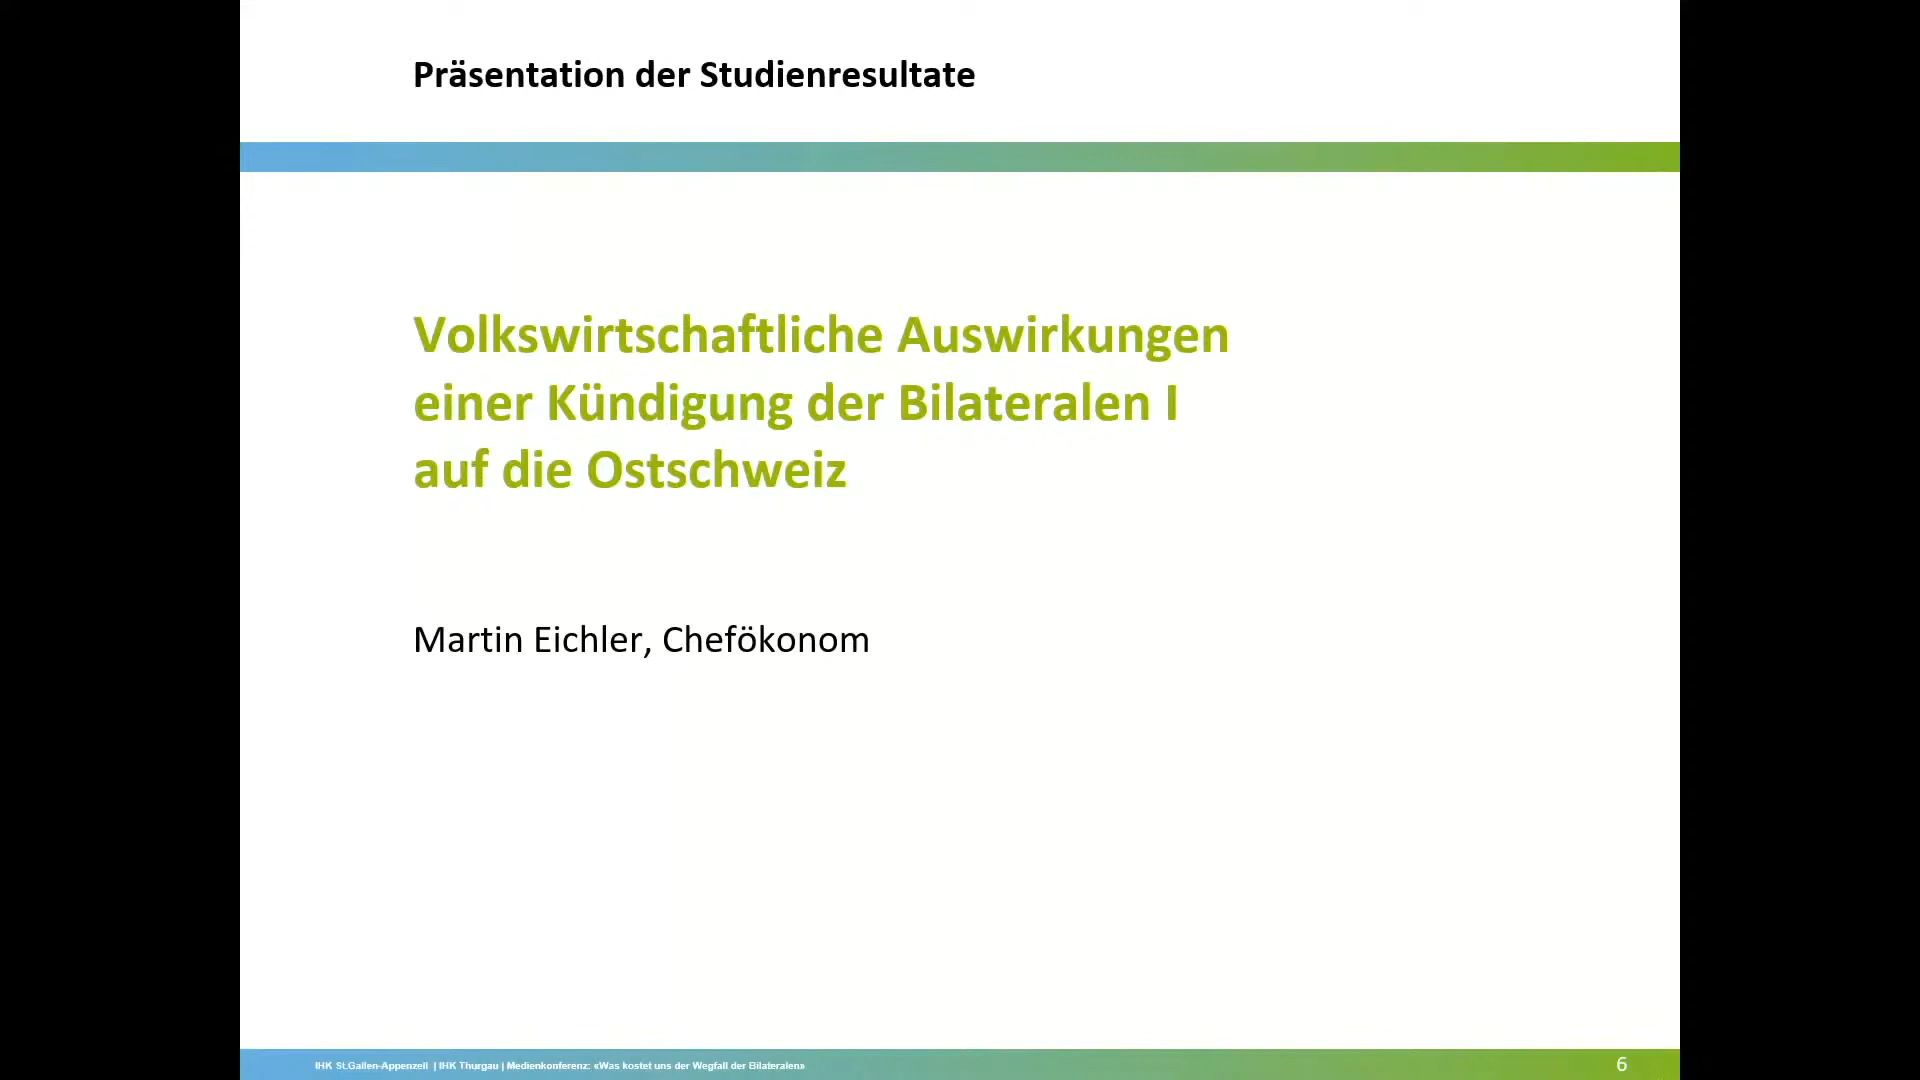 Präsentation der Studienresultate
Volkswirtschaftliche Auswirkungen
einer Kündigung der Bilateralen I
auf die Ostschweiz
Martin Eichler, Chefökonom
IHK St.Gallen-Appenzell | IHK Thurgau | Medienkonferenz: «Was kostet uns der Wegfall der Bilateralen»
6